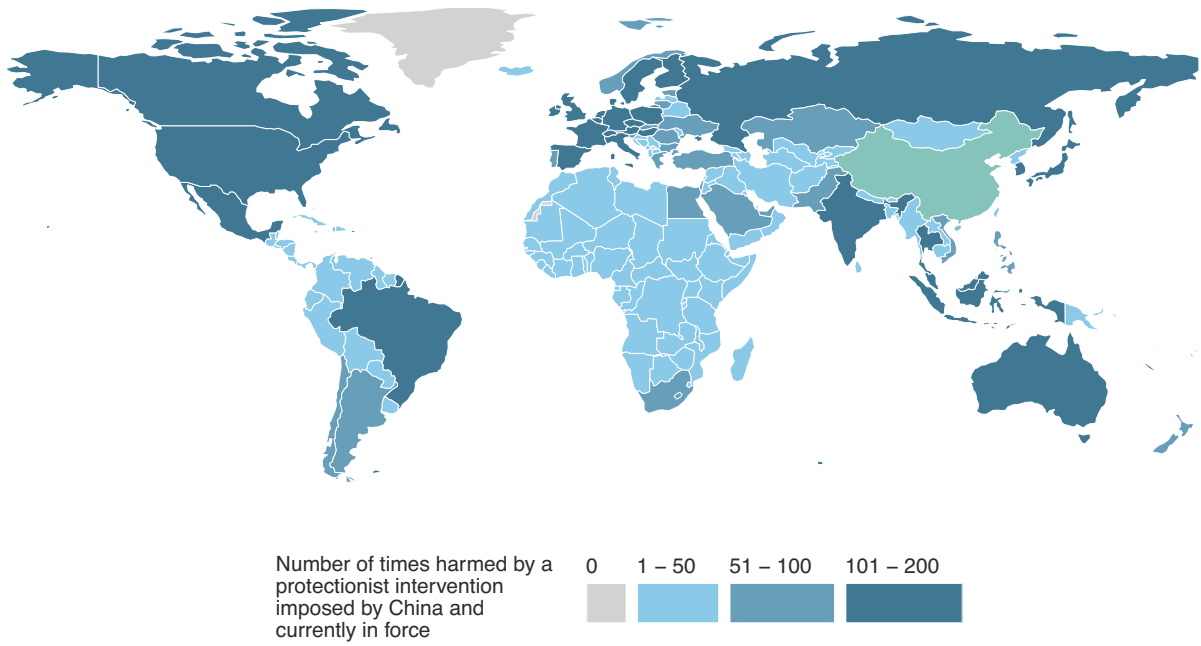 Number of times harmed by a
protectionist intervention
imposed by China and
currently in force
0
1 – 50
51 – 100
101 – 200